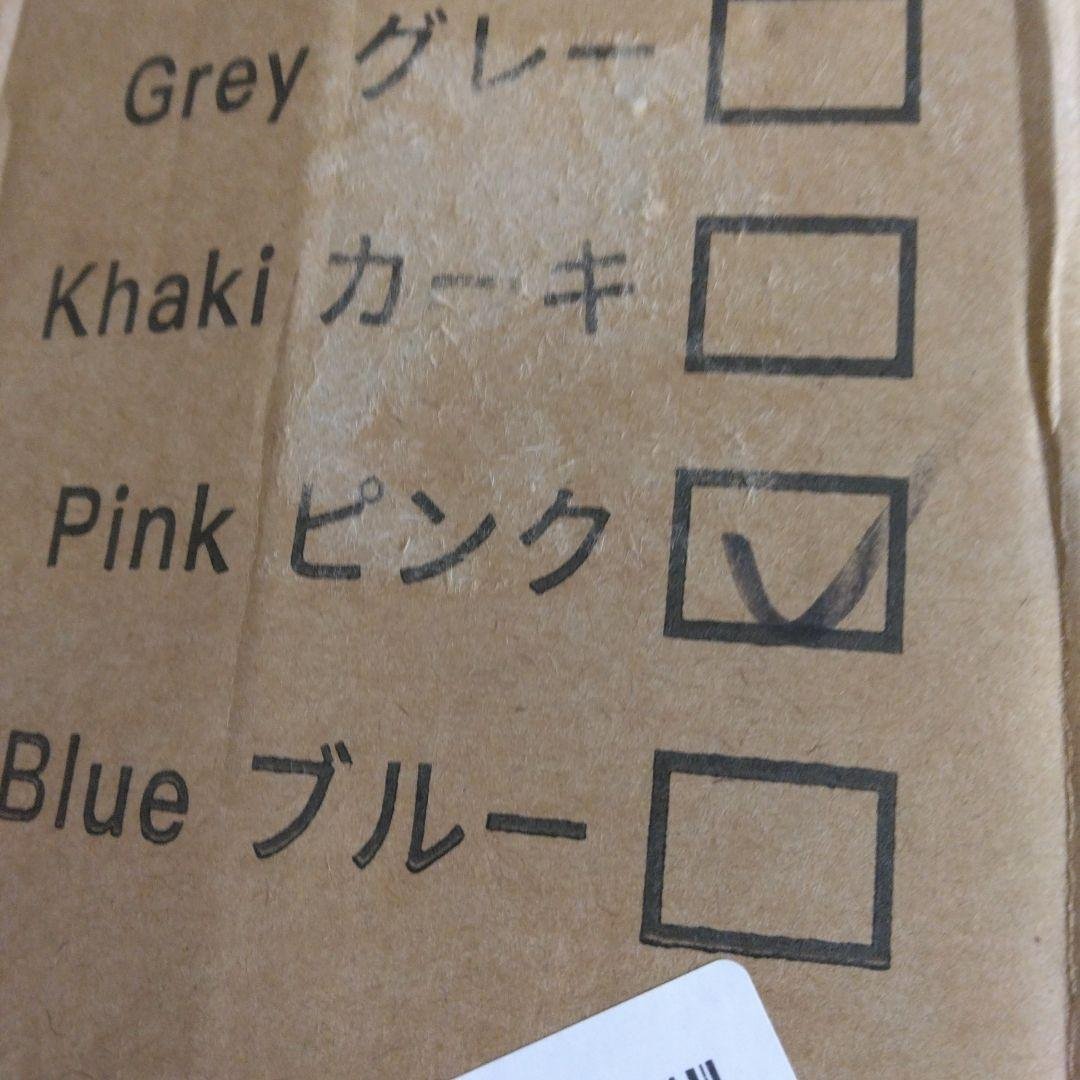 Grey グレー
Khaki カーキ
Pink ピンク
Blue ブルー